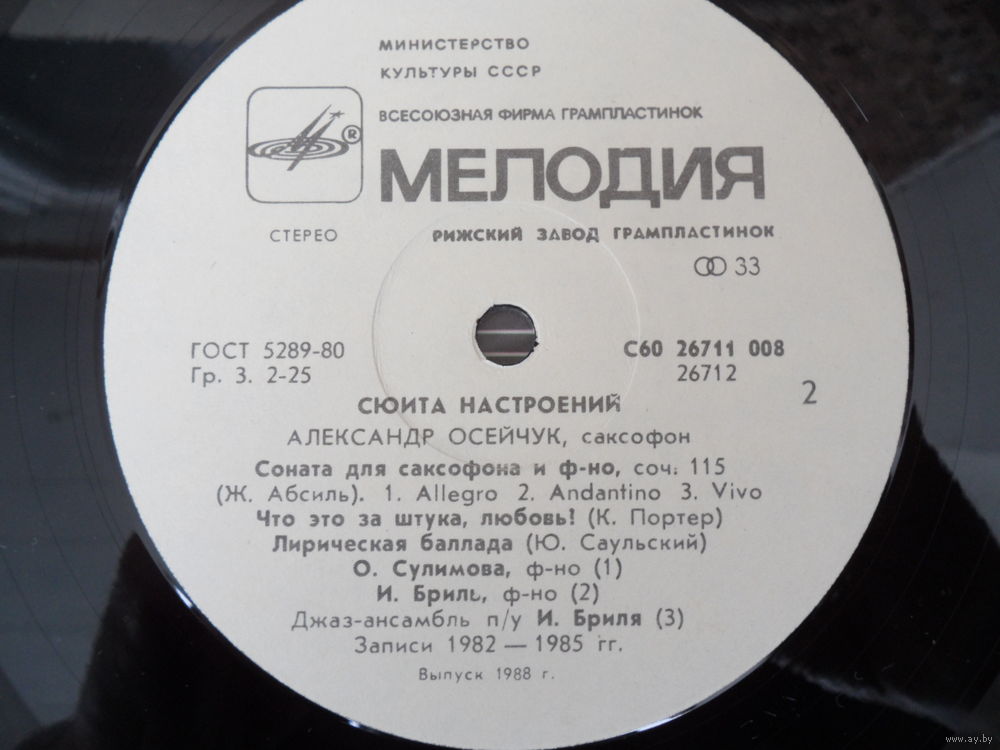 МИНИСТЕРСТВО
КУЛЬТУРЫ СССР
ВСЕСОЮЗНАЯ ФИРМА ГРАМПЛАСТИНОК
®
МЕЛОДИЯ
СТЕРЕО
РИЖСКИЙ ЗАВОД ГРАМПЛАСТИНОК
33
ГОСТ 5289-80
С60 26711 008
Гр. 3. 2-25
26712
2
СЮИТА НАСТРОЕНИЙ
АЛЕКСАНДР ОСЕЙЧУК, саксофон
Соната для саксофона и ф-но, соч. 115
(Ж. Абсиль). 1. Allegro 2. Andantino 3. Vivo
Что это за штука, любовь! (К. Портер)
Лирическая баллада (Ю. Саульский)
О. Сулимова, ф-но (1)
И. Бриль, ф-но (2)
Джаз-ансамбль п/у И. Бриля (3)
Записи 1982 — 1985 гг.
Выпуск 1988 г.
www.ay.by